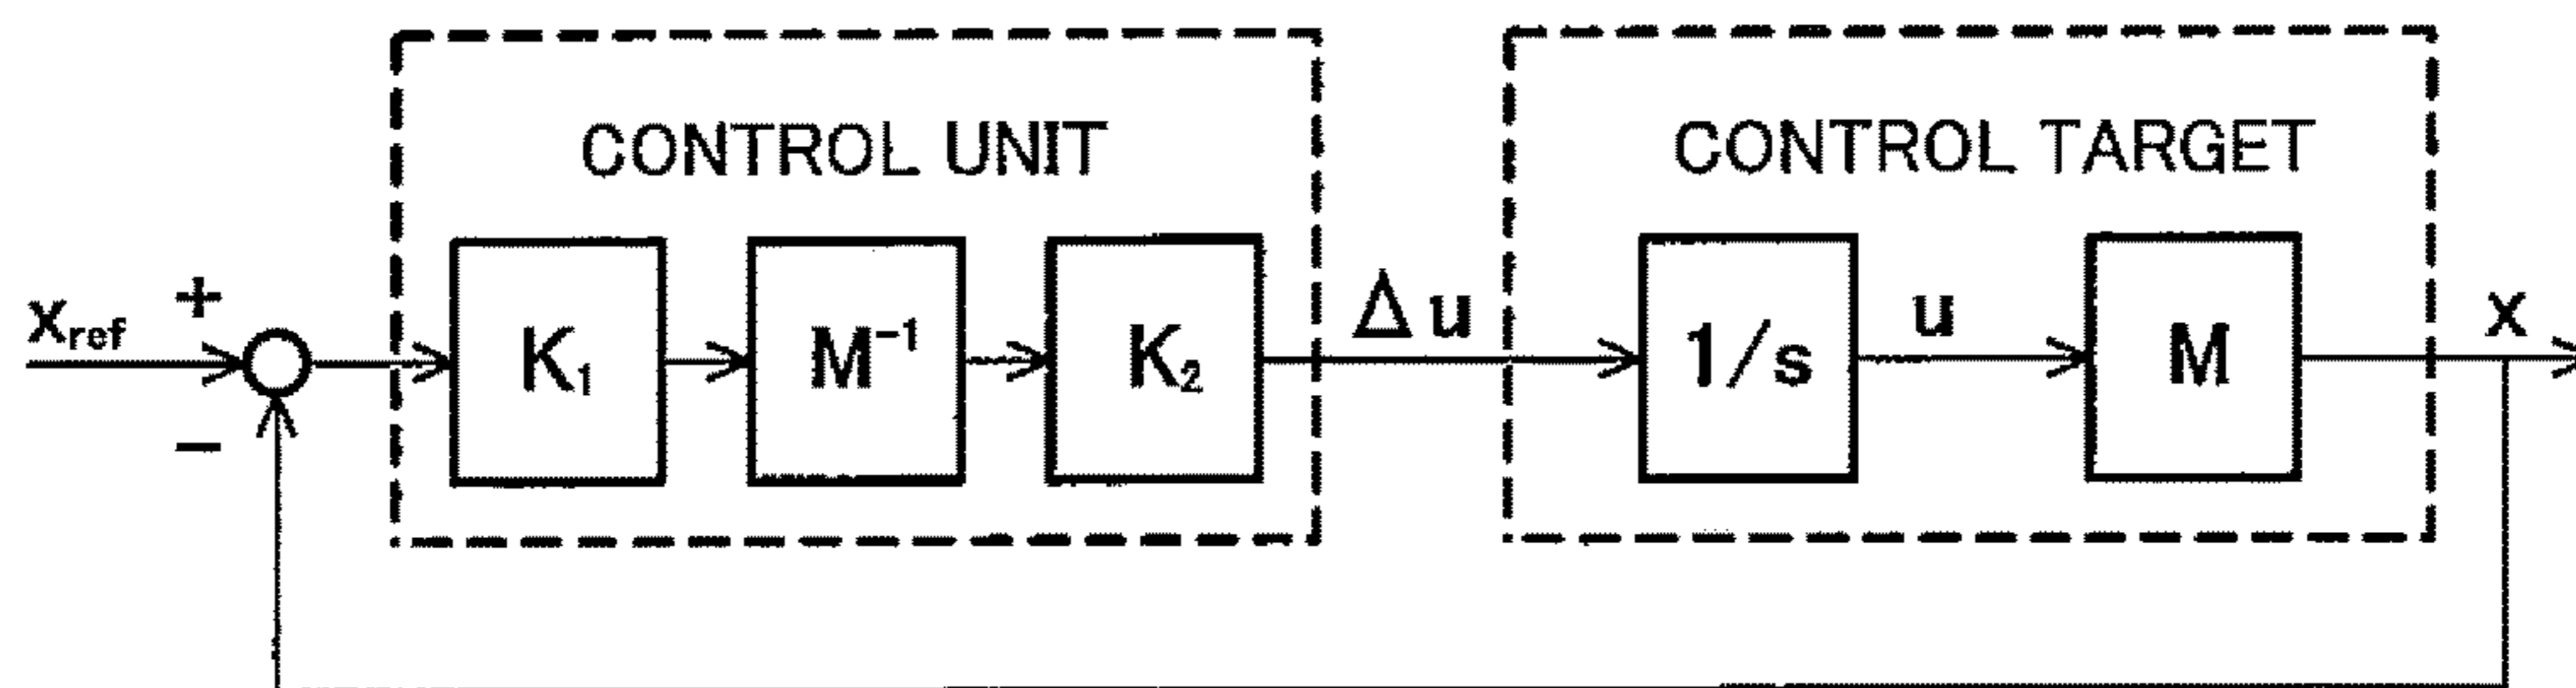 CONTROL UNIT
CONTROL TARGET
xref
+
−
K1
M−1
K2
Δu
1/s
u
M
x